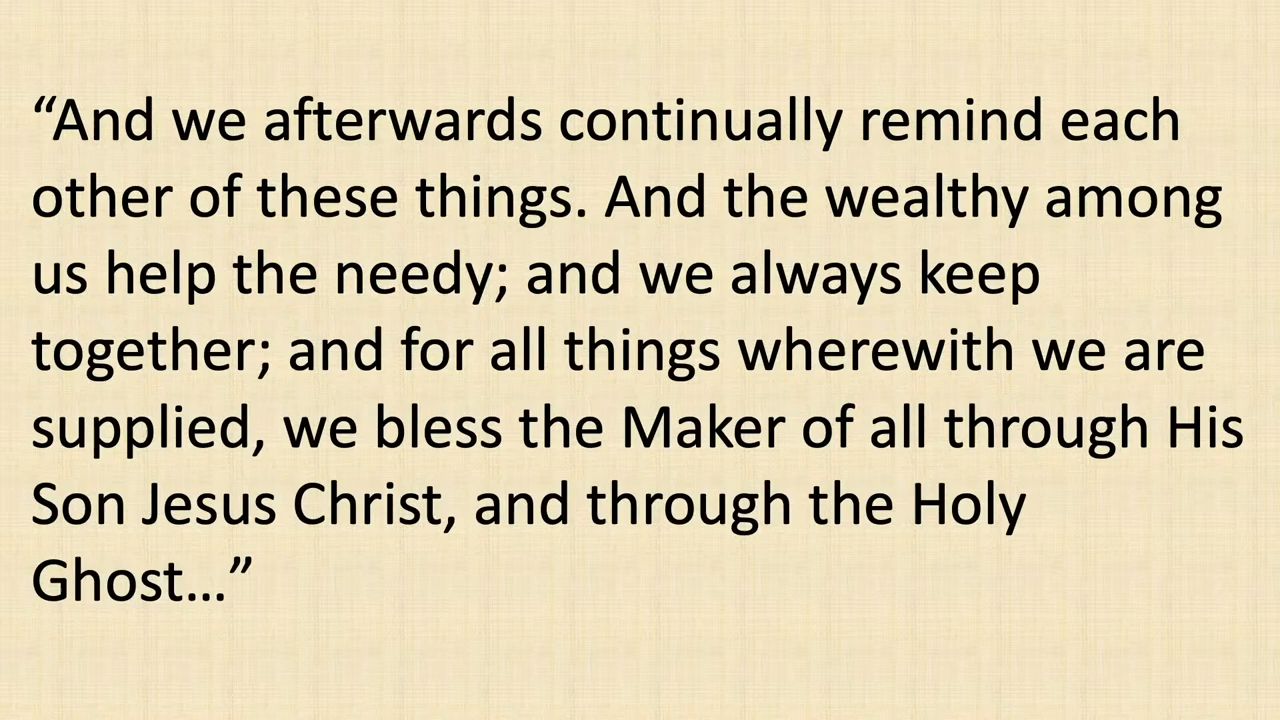 “And we afterwards continually remind each
other of these things. And the wealthy among
us help the needy; and we always keep
together; and for all things wherewith we are
supplied, we bless the Maker of all through His
Son Jesus Christ, and through the Holy
Ghost…”